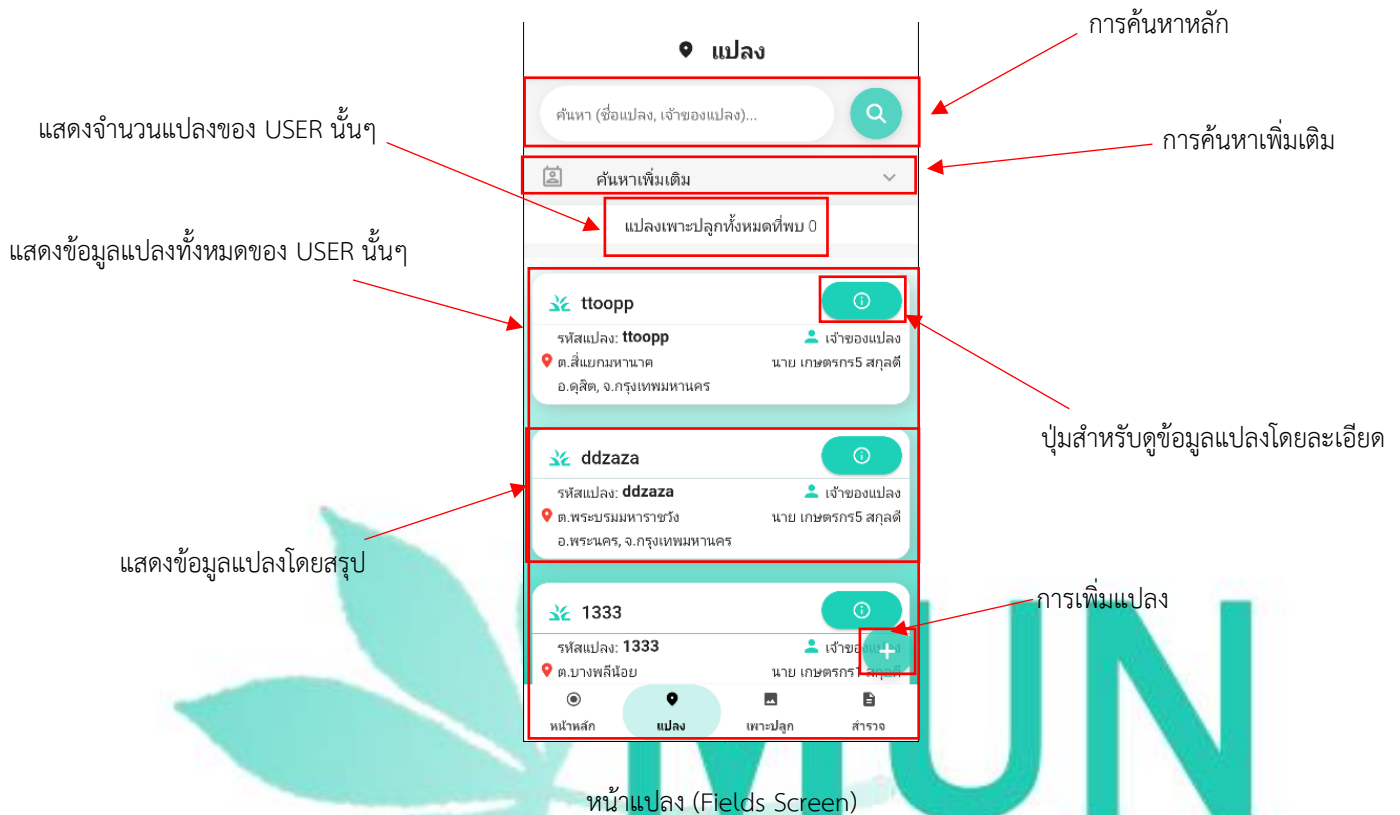 การค้นหาหลัก
แปลง
ค้นหา (ชื่อแปลง, เจ้าของแปลง)...
แสดงจำนวนแปลงของ USER นั้นๆ
การค้นหาเพิ่มเติม
ค้นหาเพิ่มเติม
แปลงเพาะปลูกทั้งหมดที่พบ 0
แสดงข้อมูลแปลงทั้งหมดของ USER นั้นๆ
ttoopp
รหัสแปลง: ttoopp
เจ้าของแปลง
ต.สี่แยกมหานาค
นาย เกษตรกร5 สกุลดี
อ.ดุสิต, จ.กรุงเทพมหานคร
ปุ่มสำหรับดูข้อมูลแปลงโดยละเอียด
ddzaza
รหัสแปลง: ddzaza
เจ้าของแปลง
ต.พระบรมมหาราชวัง
นาย เกษตรกร5 สกุลดี
อ.พระนคร, จ.กรุงเทพมหานคร
แสดงข้อมูลแปลงโดยสรุป
การเพิ่มแปลง
1333
รหัสแปลง: 1333
ต.บางพลีน้อย
นาย เกษตรกร1 สกุลดี
หน้าหลัก
แปลง
เพาะปลูก
สำรวจ
MUN
หน้าแปลง (Fields Screen)